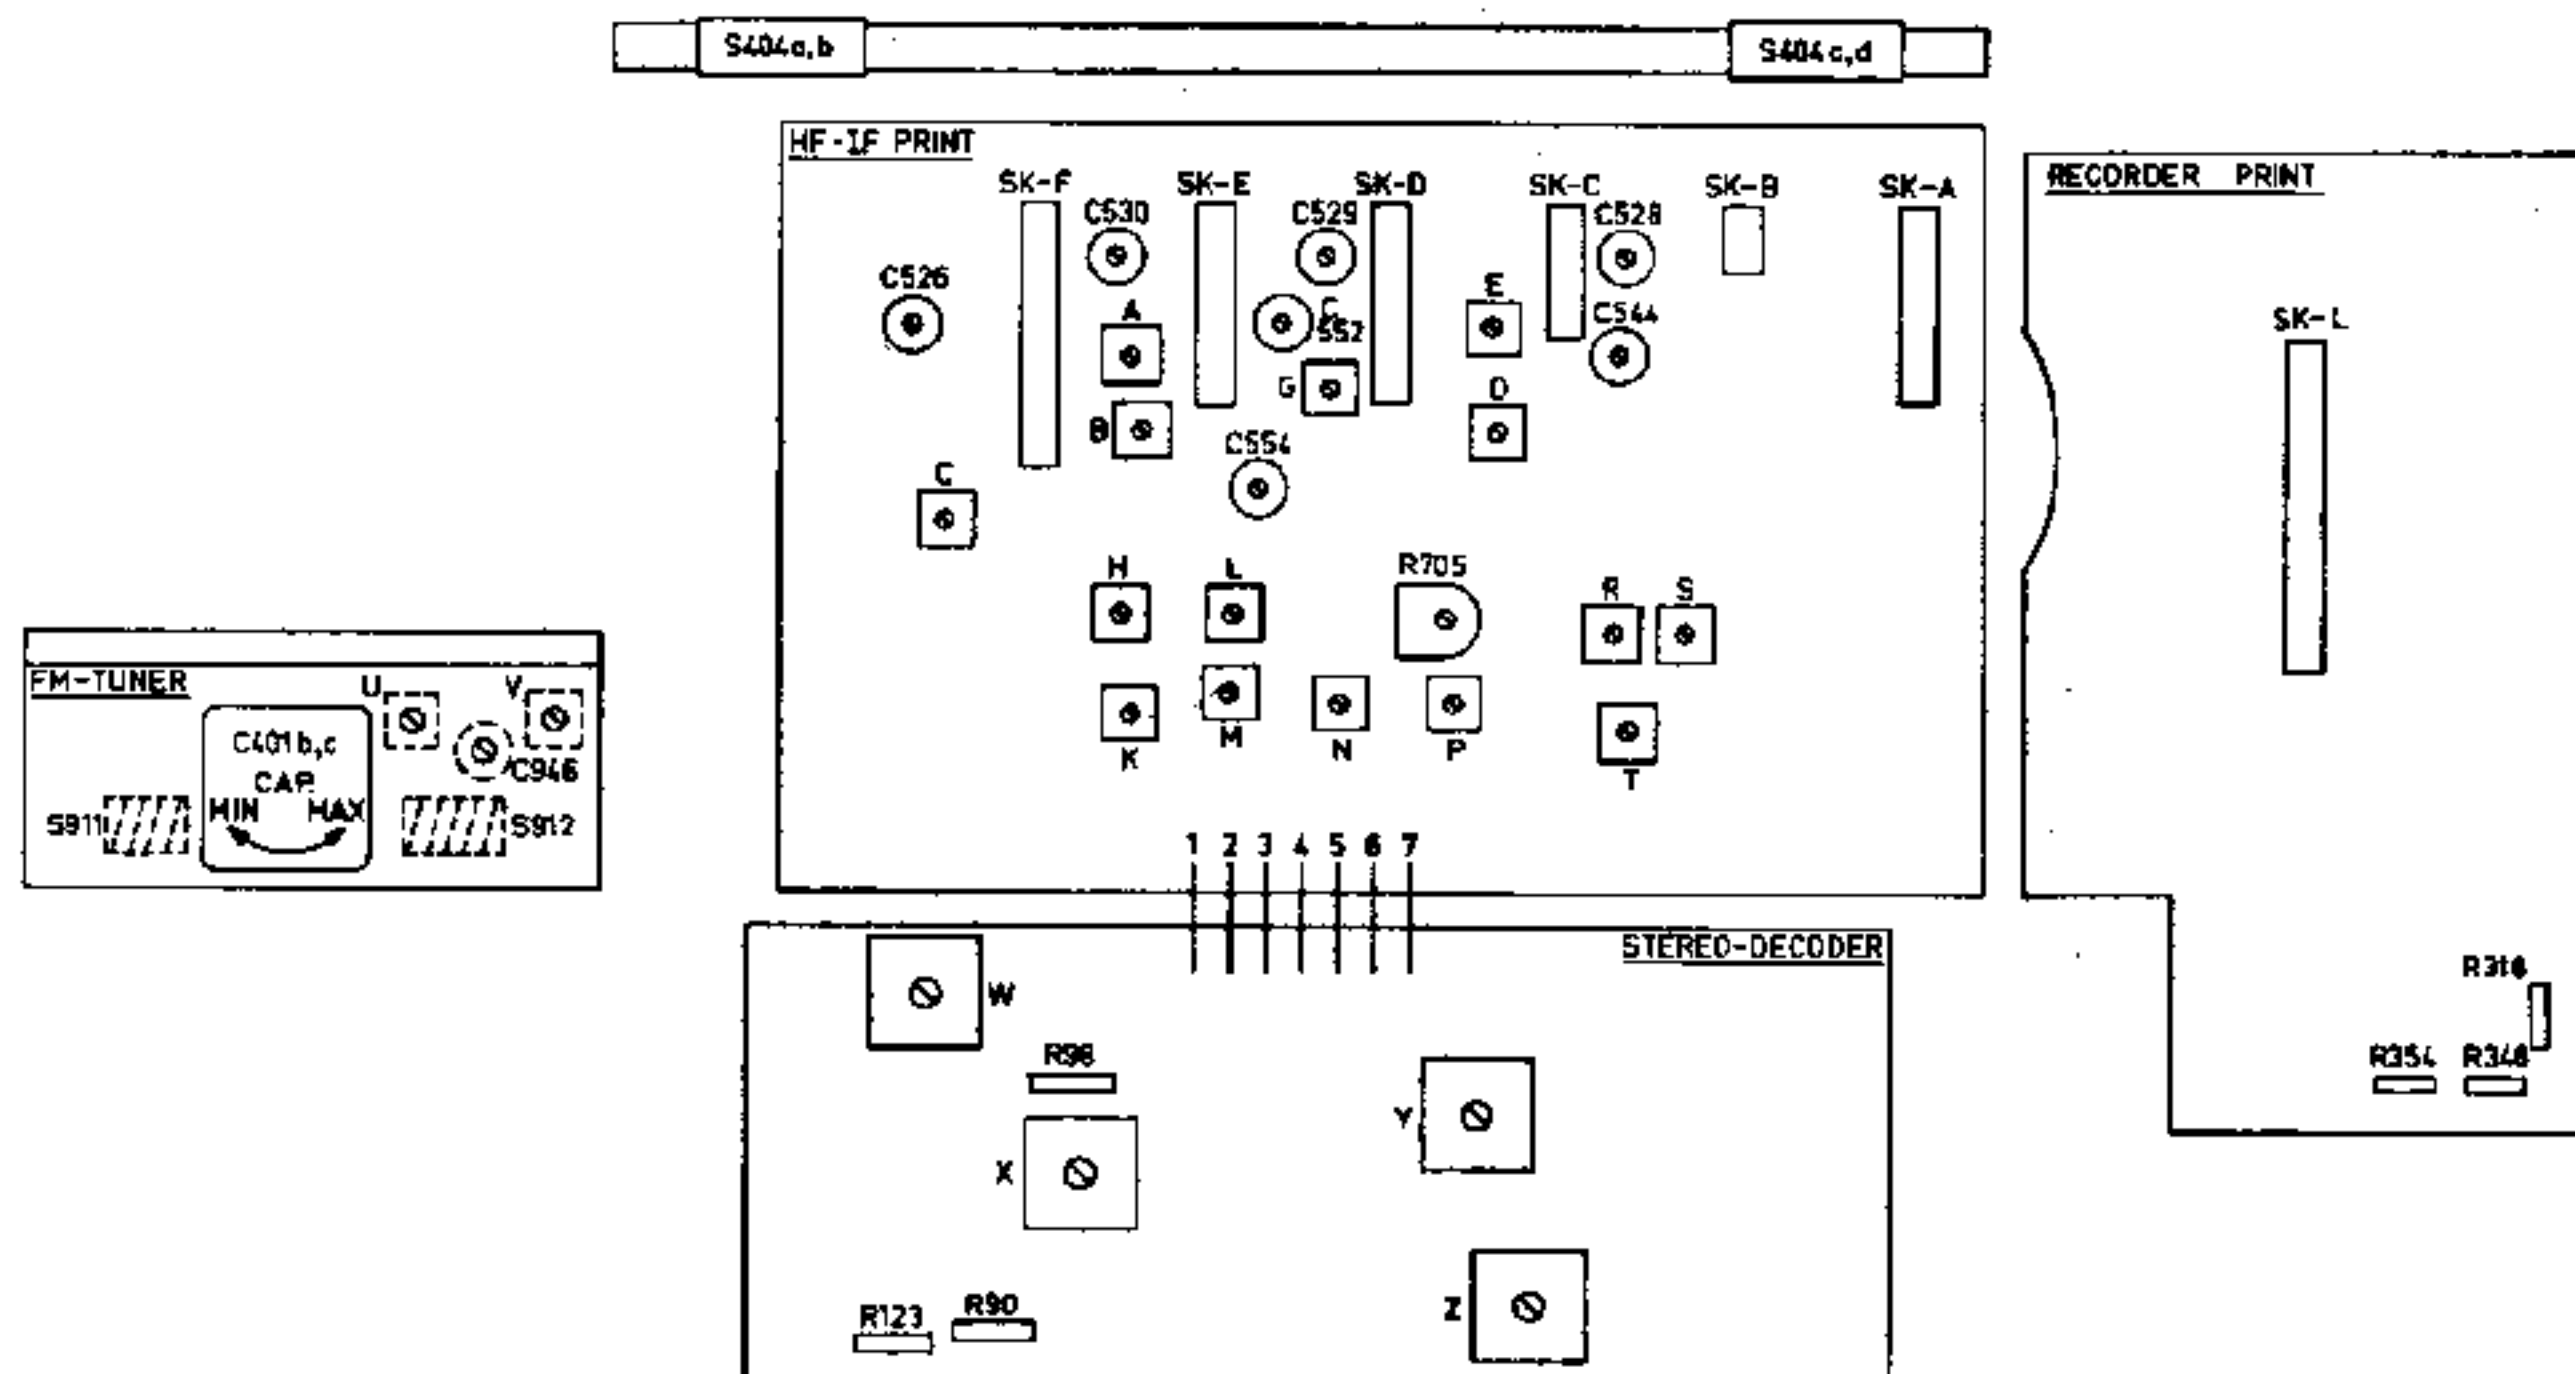 S404a,b
S404c,d
HF-IF PRINT
SK-F
SK-E
SK-D
SK-C
SK-B
SK-A
C530
C529
C528
C526
A
C
552
E
C544
G
D
B
C554
C
H
L
R705
R
S
K
M
N
P
T
1 2 3 4 5 6 7
RECORDER PRINT
SK-L
R354
R348
FM-TUNER
U
V
C401b,c
CAP.
MIN
MAX
C946
S911
S912
STEREO-DECODER
W
X
Y
R123
R90
Z